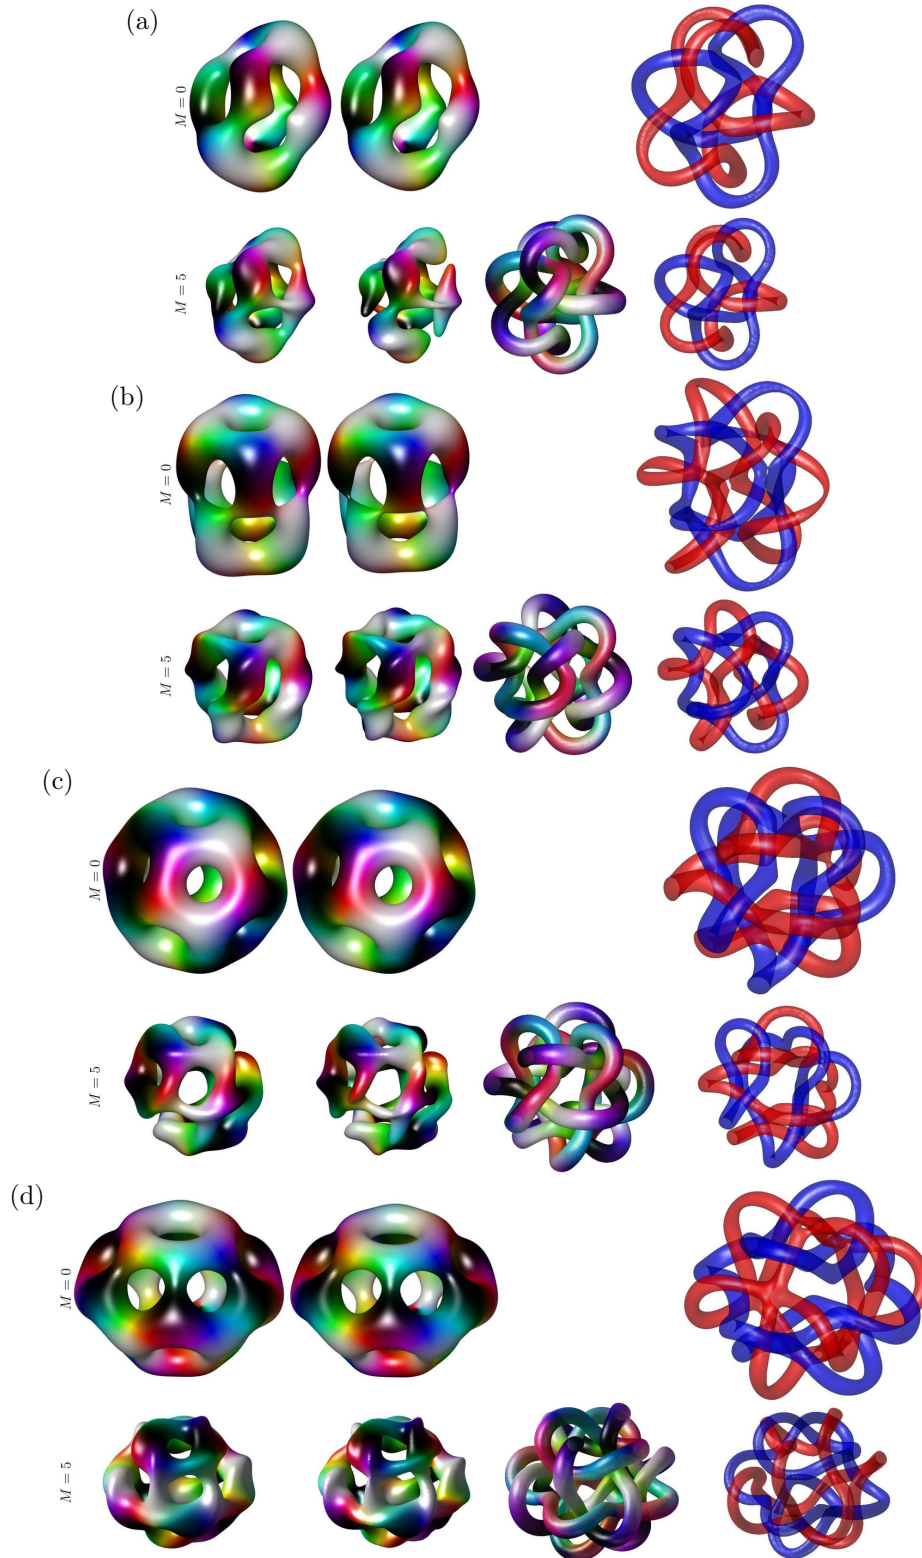 (a)
M = 0
M = 5
(b)
M = 0
M = 5
(c)
M = 0
M = 5
(d)
M = 0
M = 5